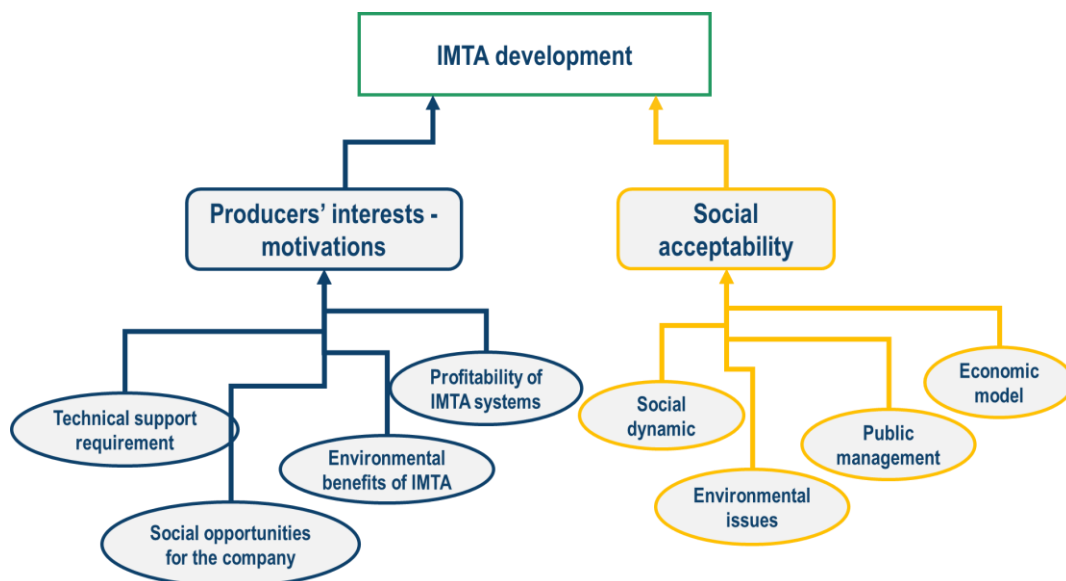 IMTA development
Producers’ interests -
motivations
Social
acceptability
Technical support
requirement
Social opportunities
for the company
Environmental
benefits of IMTA
Profitability of
IMTA systems
Social
dynamic
Environmental
issues
Public
management
Economic
model